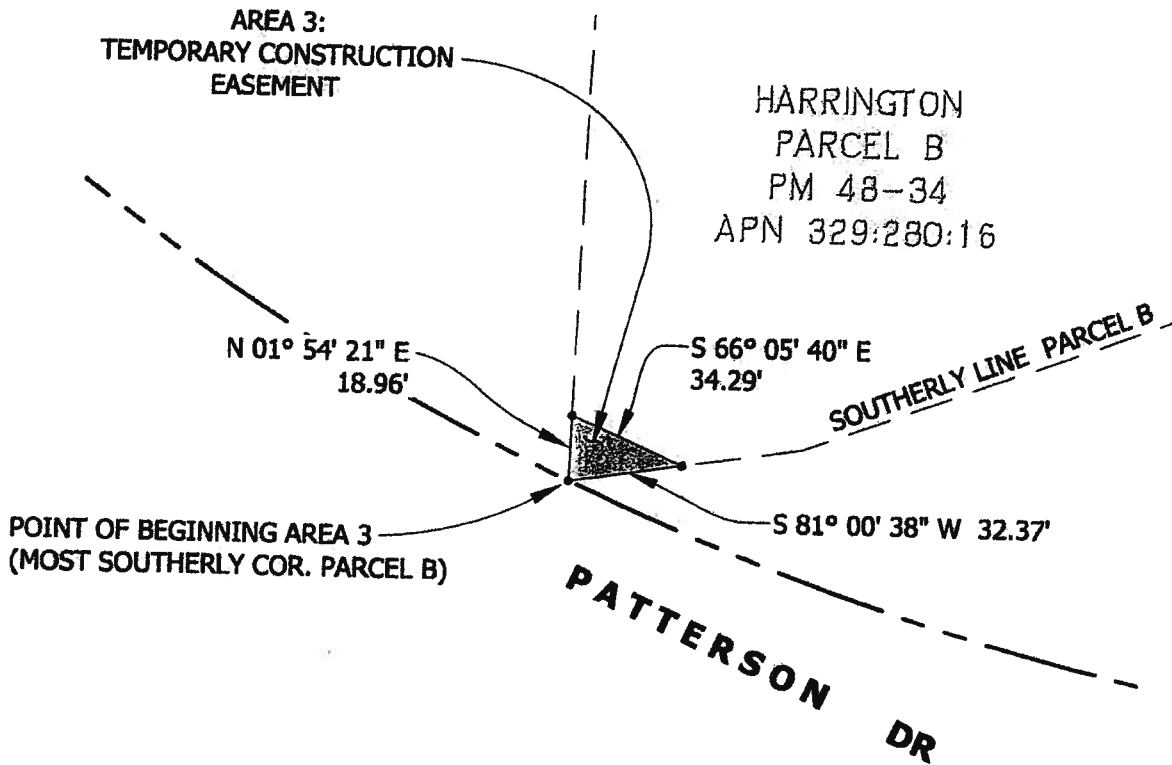 AREA 3:
TEMPORARY CONSTRUCTION
EASEMENT
HARRINGTON
PARCEL B
PM 48-34
APN 329:280:16
N 01° 54' 21" E
18.96'
S 66° 05' 40" E
34.29'
SOUTHERLY LINE PARCEL B
POINT OF BEGINNING AREA 3
(MOST SOUTHERLY COR. PARCEL B)
S 81° 00' 38" W 32.37'
PATTERSON DR